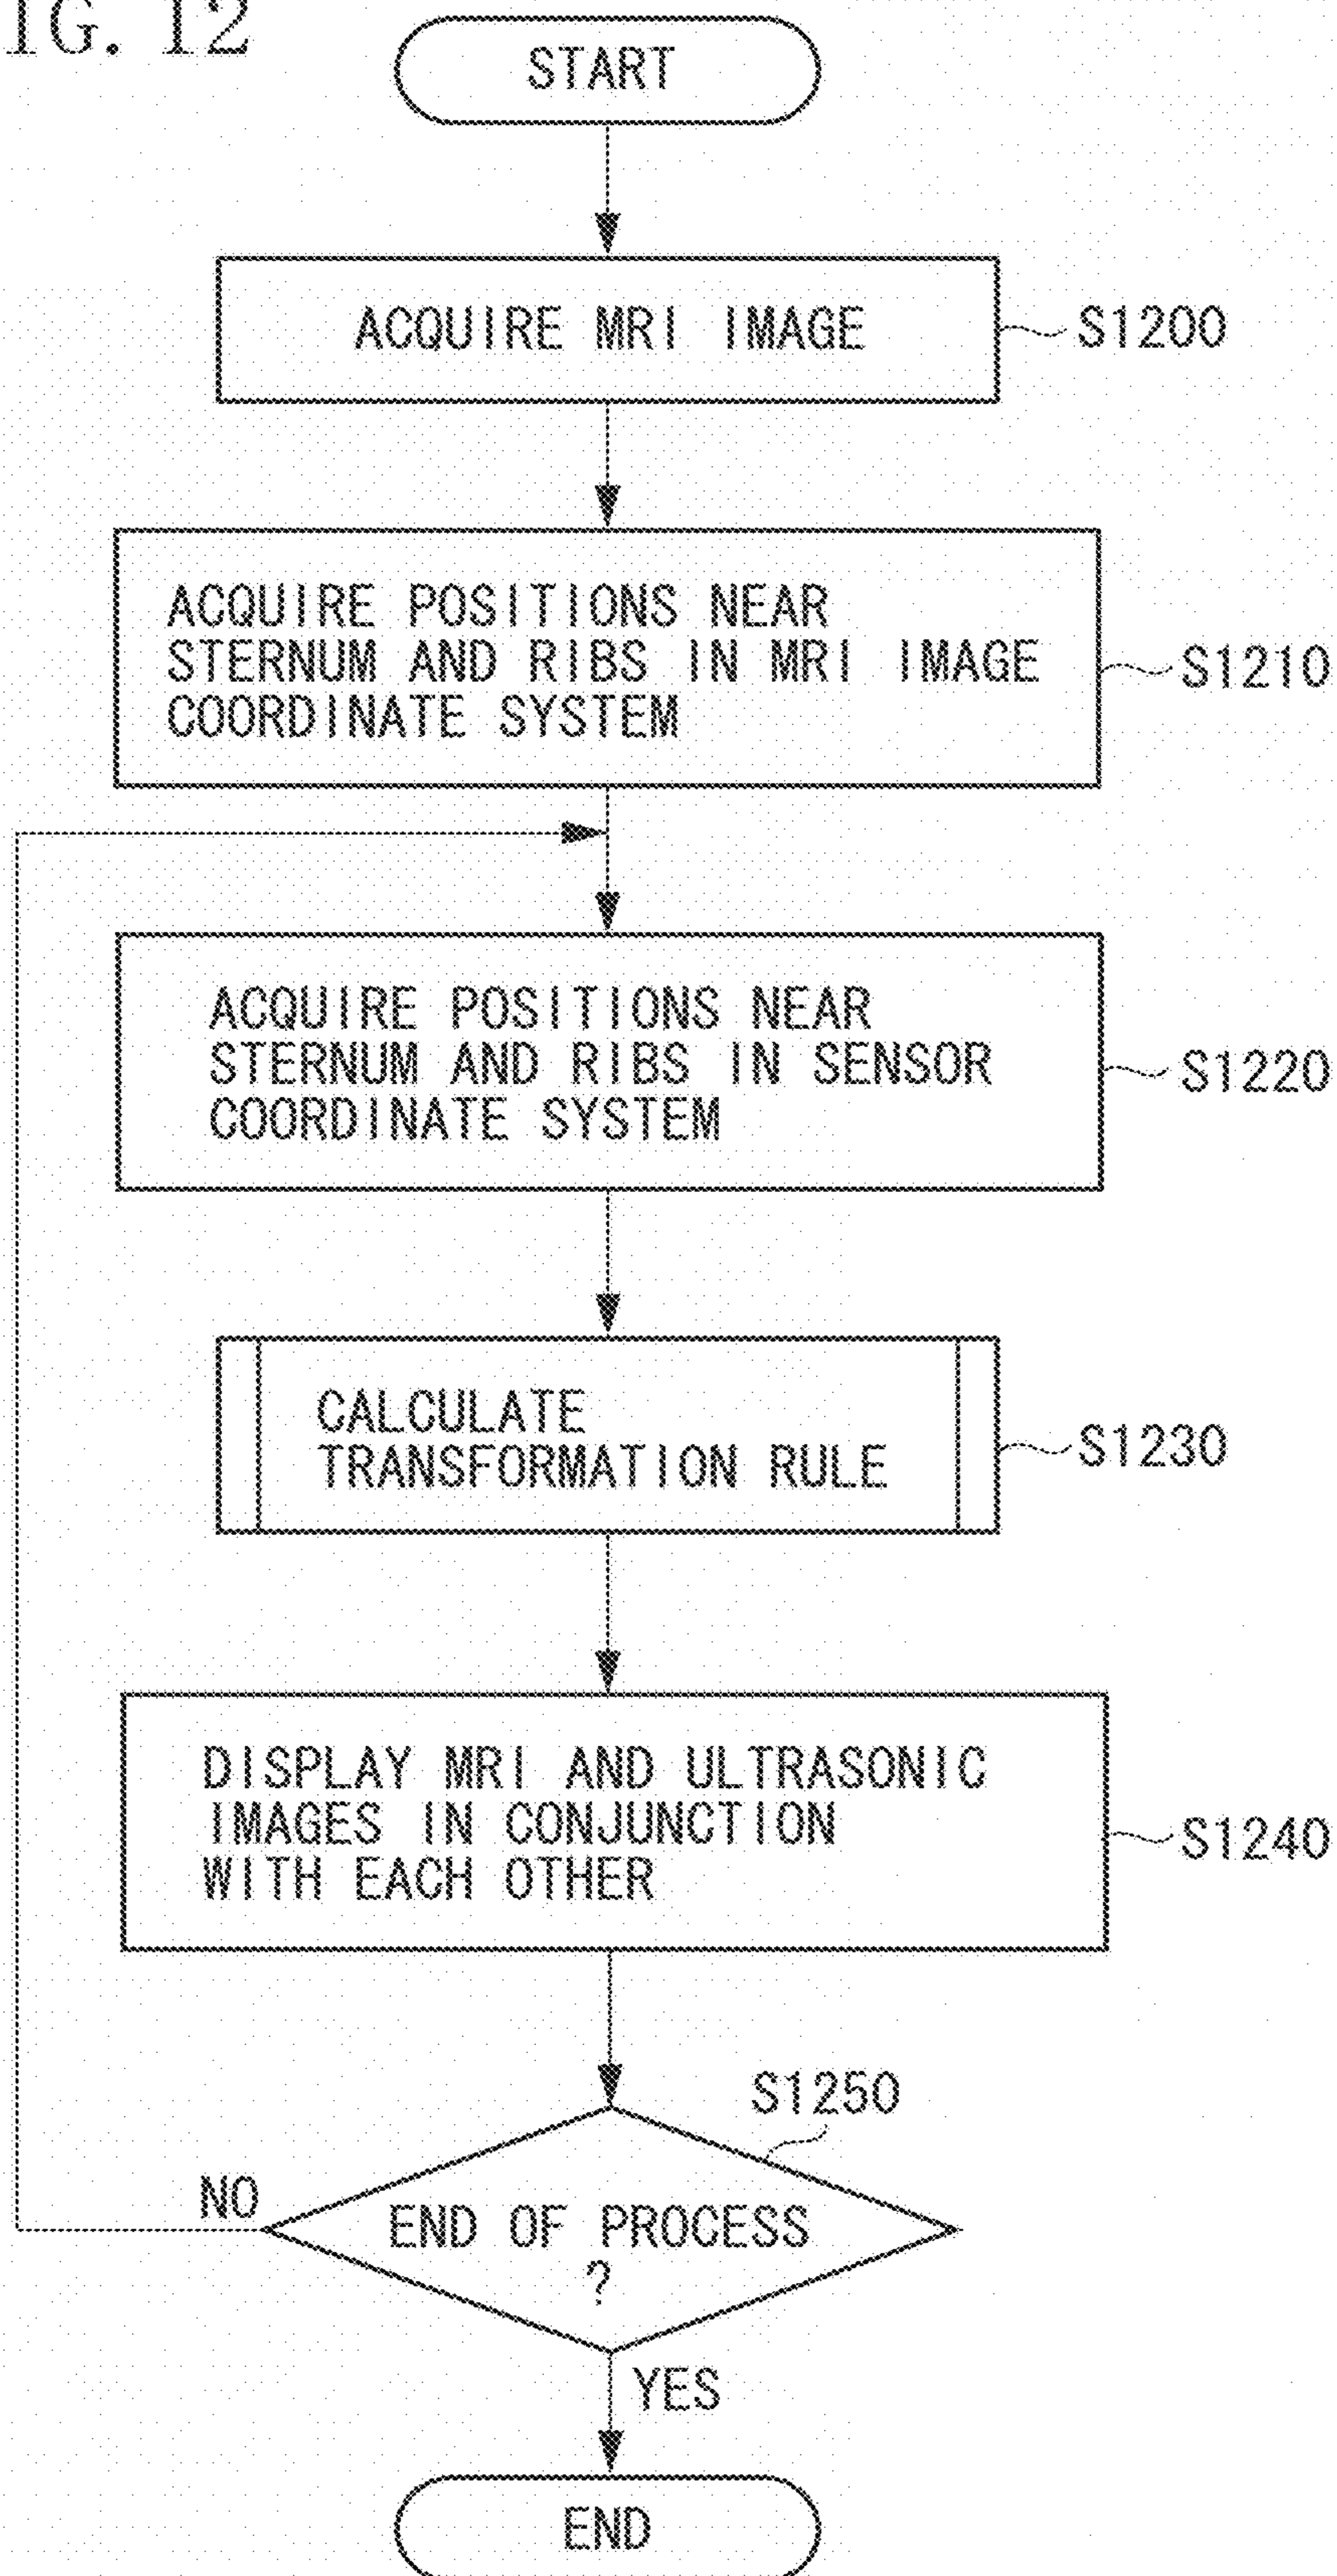 IG. 12
START
ACQUIRE MRI IMAGE
S1200
ACQUIRE POSITIONS NEAR
STERNUM AND RIBS IN MRI IMAGE
COORDINATE SYSTEM
S1210
ACQUIRE POSITIONS NEAR
STERNUM AND RIBS IN SENSOR
COORDINATE SYSTEM
S1220
CALCULATE
TRANSFORMATION RULE
S1230
DISPLAY MRI AND ULTRASONIC
IMAGES IN CONJUNCTION
WITH EACH OTHER
S1240
S1250
NO
END OF PROCESS
?
YES
END